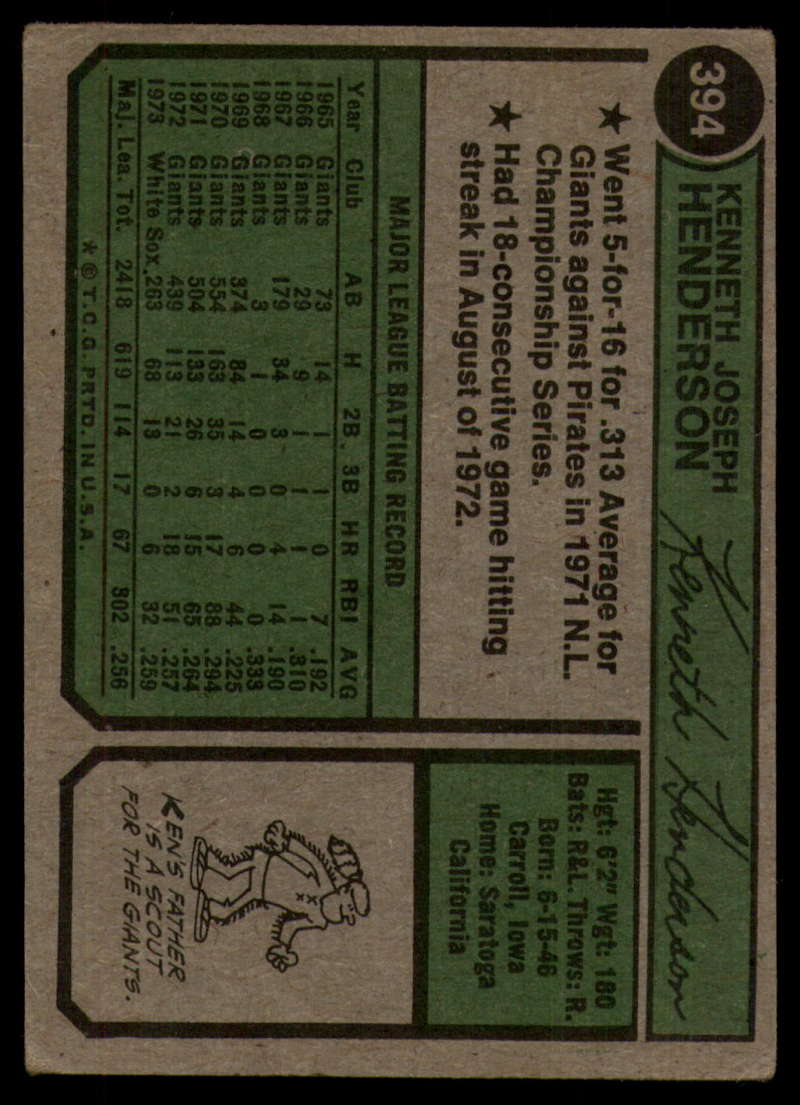 394
KENNETH JOSEPH
HENDERSON
Kenneth Henderson
★ Went 5-for-16 for .313 Average for
Giants against Pirates in 1971 N.L.
Championship Series.
★ Had 18-consecutive game hitting
streak in August of 1972.
Hgt: 6'2" Wgt: 180
Bats: R&L Throws: R.
Born: 6-15-46
Carroll, Iowa
Home: Saratoga
California
MAJOR LEAGUE BATTING RECORD
Year Club AB H 2B 3B HR RBI AVG
1965 Giants 73 14 1 1 0 7 .192
1966 Giants 29 9 1 1 1 1 .310
1967 Giants 179 34 3 0 4 14 .190
1968 Giants 3 1 0 0 0 0 .333
1969 Giants 374 84 14 4 6 44 .225
1970 Giants 554 163 35 3 17 88 .294
1971 Giants 504 133 26 6 15 65 .264
1972 Giants 439 113 21 2 18 51 .257
1973 White Sox 263 68 13 0 6 32 .259
Maj. Lea. Tot. 2418 619 114 17 67 302 .256
* © T.C.G. PRTD. IN U.S.A.
KEN'S FATHER
IS A SCOUT
FOR THE GIANTS.